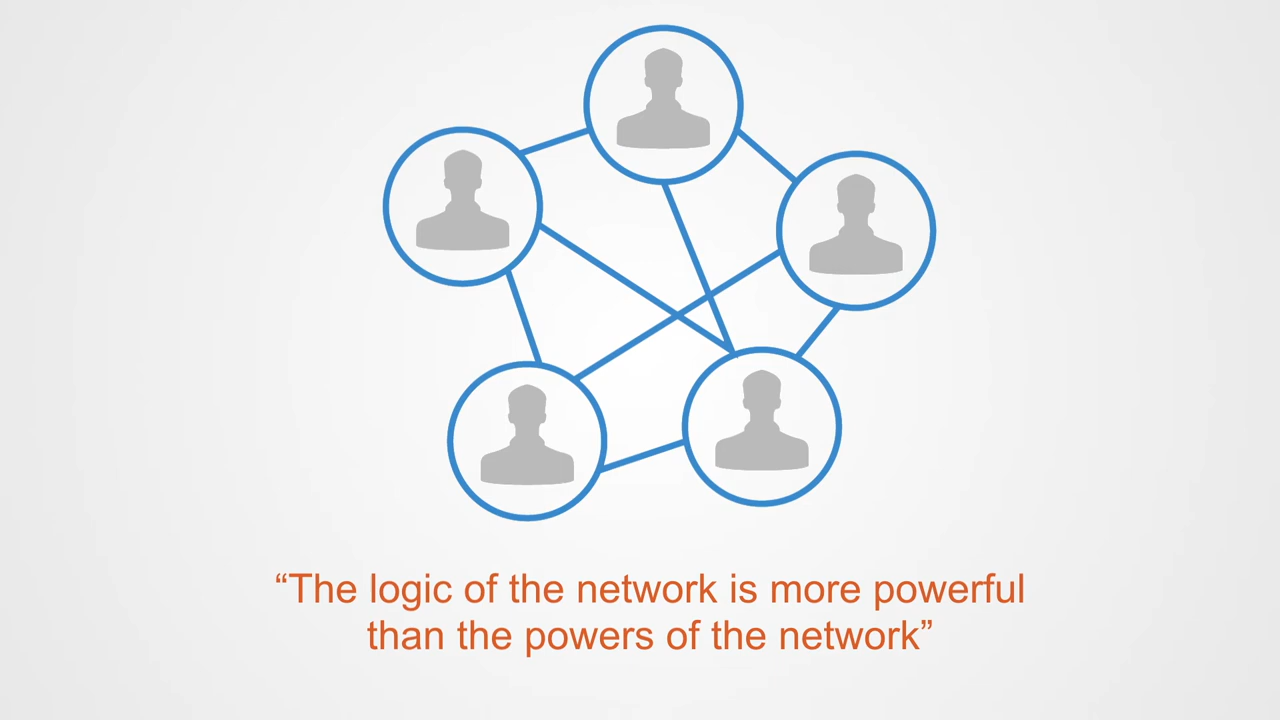 “The logic of the network is more powerful
than the powers of the network”